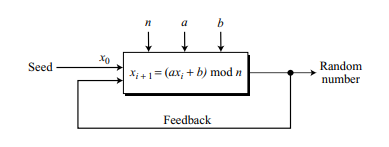 n a b
Seed x₀ Random
xᵢ₊₁ = (axᵢ + b) mod n number
Feedback